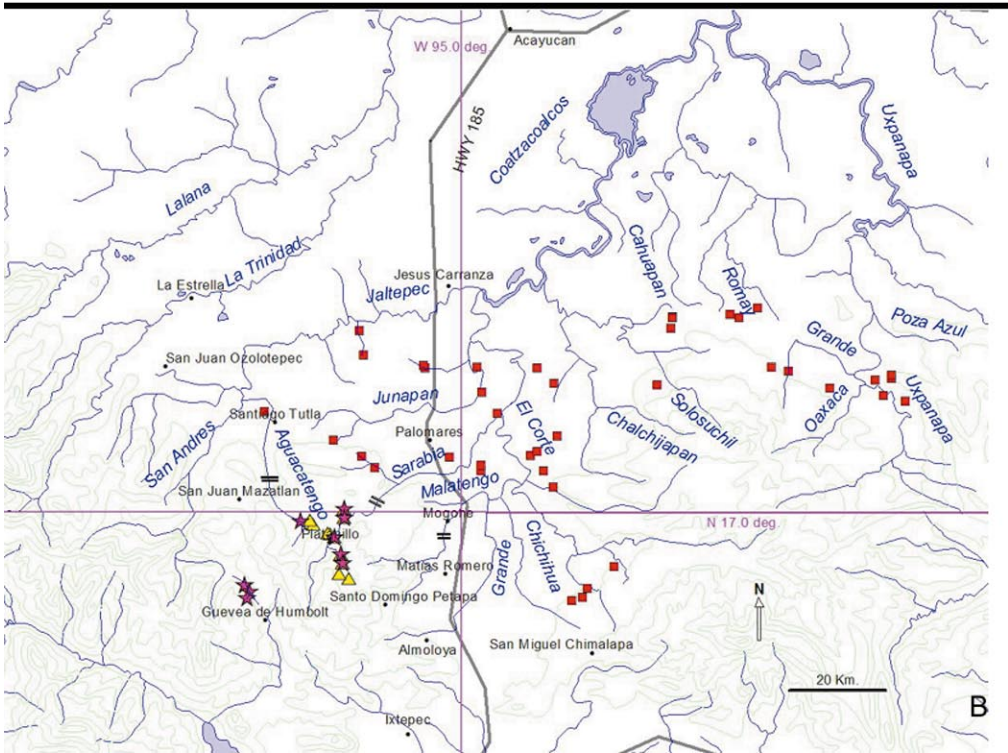 Acayucan
W 95.0 deg.
HWY 185
Coatzacoalcos
Uxpanapa
Lalana
La Trinidad
Cahuapan
Romay
La Estrella
Jesus Carranza
Jaltepec
Poza Azul
Grande
San Juan Ozolotepec
Junapan
Solosuchil
Oaxaca
Uxpanapa
Santiago Tutla
Palomares
El Corte
Chalchijapan
San Andres
Aguacatengo
Sarabia
Malatengo
San Juan Mazatlan
Mogoñe
N 17.0 deg.
Platanillo
Grande
Chichihua
Matias Romero
Santo Domingo Petapa
N
Guevea de Humbolt
Almoloya
San Miguel Chimalapa
20 Km.
B
Ixtepec